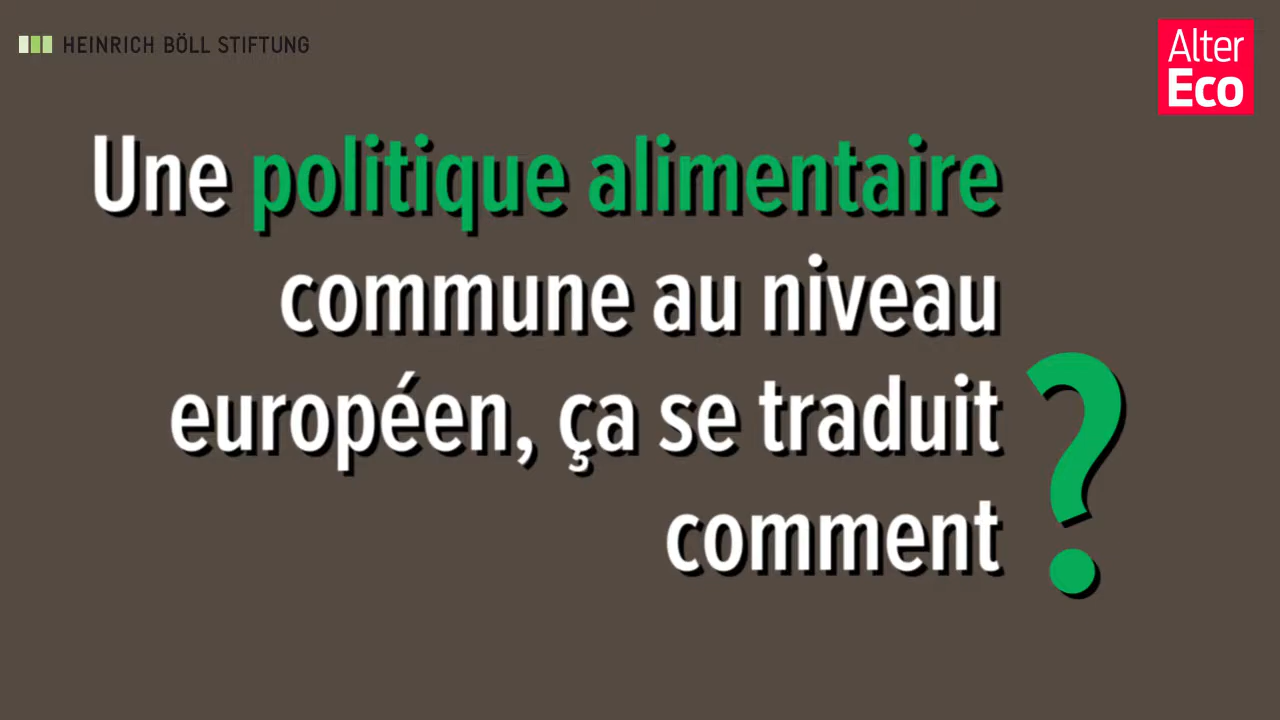 HEINRICH BÖLL STIFTUNG
Alter
Eco
Une politique alimentaire
commune au niveau
européen, ça se traduit
comment ?